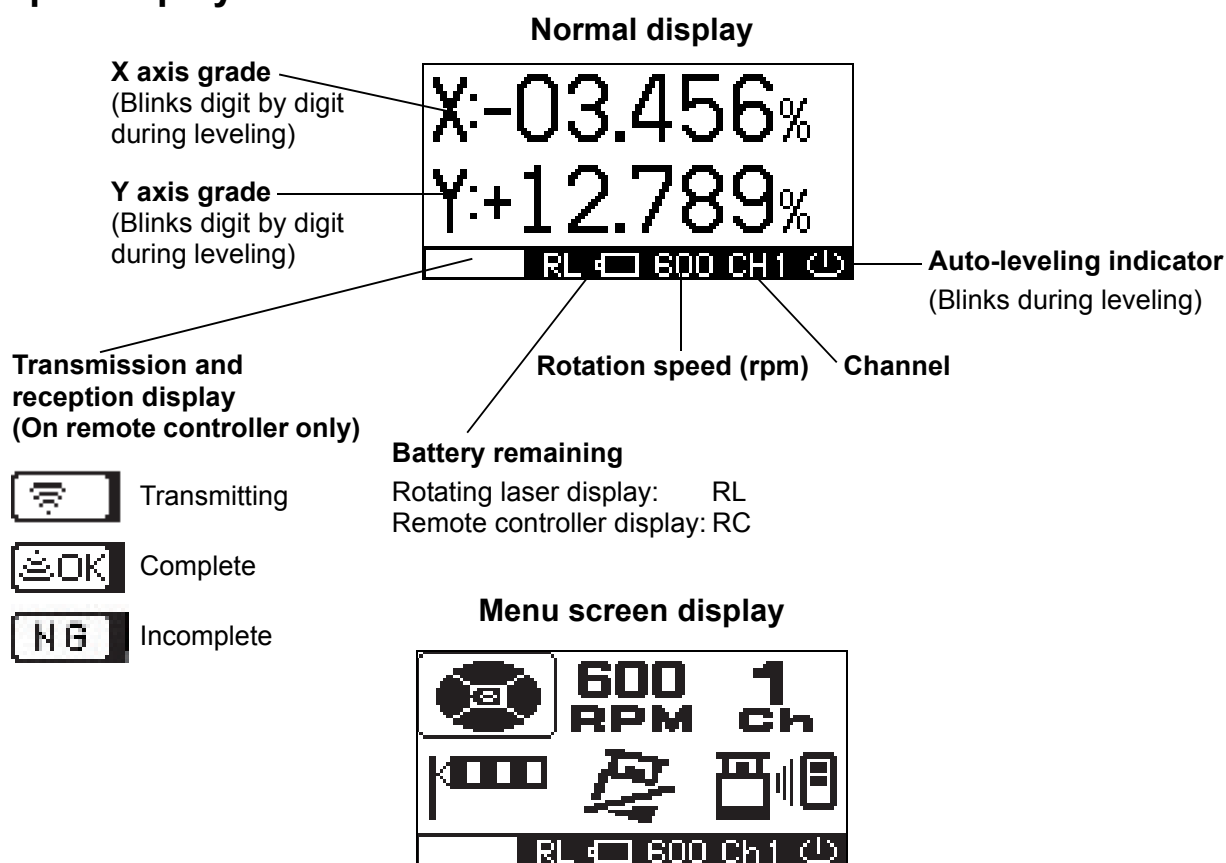 Normal display
X axis grade
(Blinks digit by digit
during leveling)
X:-03.456%
Y axis grade
(Blinks digit by digit
during leveling)
Y:+12.789%
RL 600 CH1
Auto-leveling indicator
(Blinks during leveling)
Transmission and
reception display
(On remote controller only)
Rotation speed (rpm)
Channel
Battery remaining
Rotating laser display: RL
Remote controller display: RC
Transmitting
OK
Complete
NG
Incomplete
Menu screen display
600
RPM
1
Ch
RL 600 Ch1